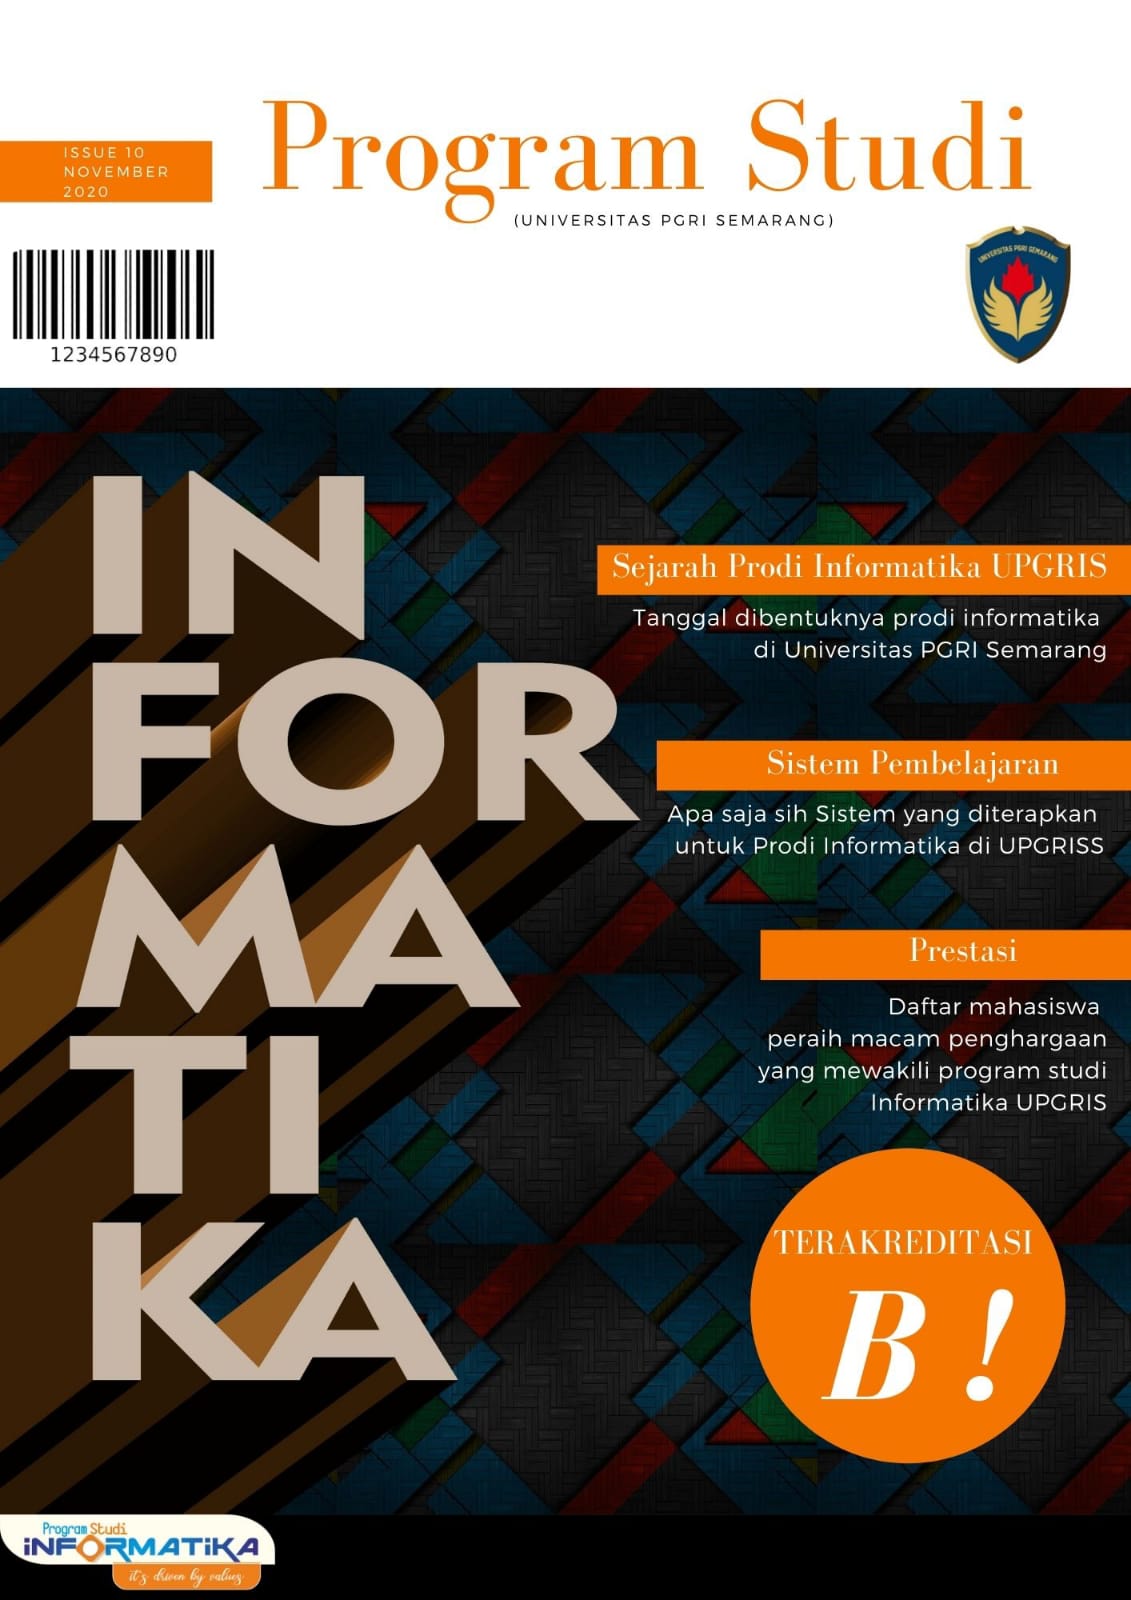 ISSUE 10
NOVEMBER
2020
Program Studi
(UNIVERSITAS PGRI SEMARANG)
UNIVERSITAS PGRI SEMARANG
1234567890
IN
FOR
MA
TI
KA
Sejarah Prodi Informatika UPGRIS
Tanggal dibentuknya prodi informatika
di Universitas PGRI Semarang
Sistem Pembelajaran
Apa saja sih Sistem yang diterapkan
untuk Prodi Informatika di UPGRISS
Prestasi
Daftar mahasiswa
peraih macam penghargaan
yang mewakili program studi
Informatika UPGRIS
TERAKREDITASI
B !
Program Studi
iNFORMATiKA
it's driven by values